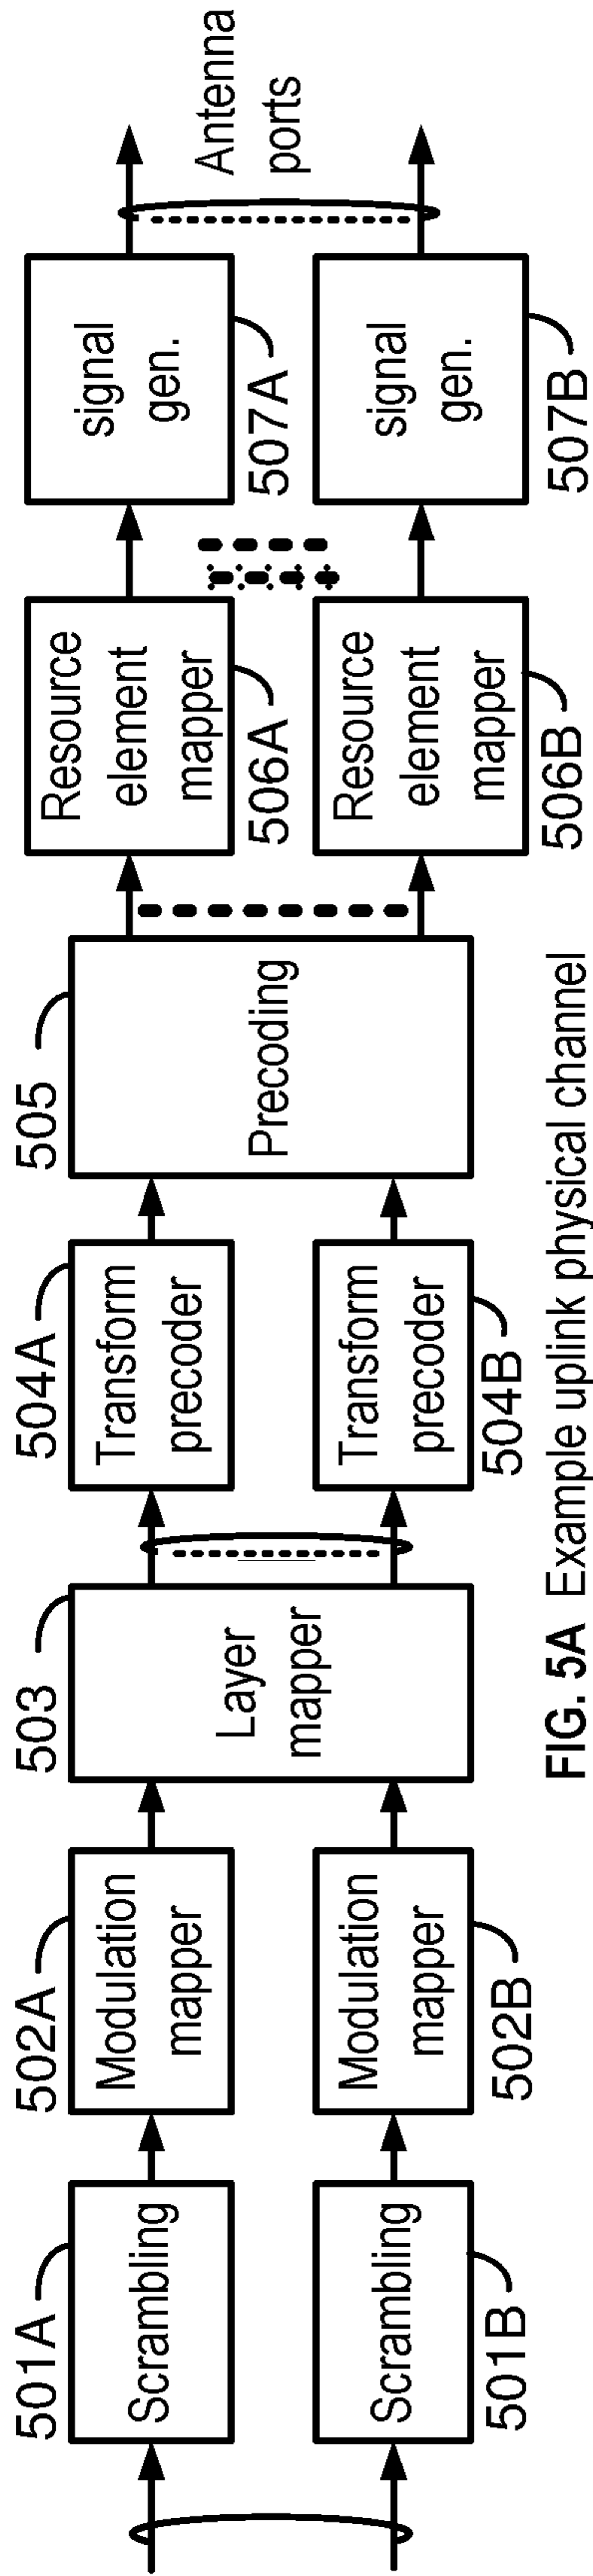 501A
Scrambling
502A
Modulation
mapper
503
Layer
mapper
504A
Transform
precoder
505
Precoding
Resource
element
mapper
506A
signal
gen.
507A
Antenna
ports
Scrambling
501B
Modulation
mapper
502B
Transform
precoder
504B
Resource
element
mapper
506B
signal
gen.
507B
FIG. 5A Example uplink physical channel